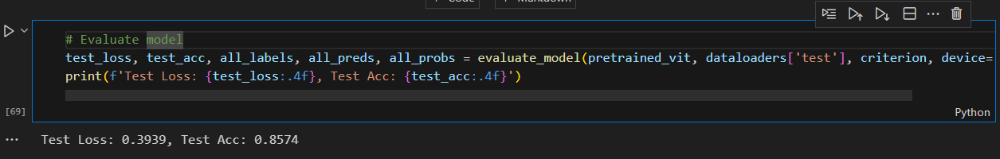 Code
Markdown
# Evaluate model
test_loss, test_acc, all_labels, all_preds, all_probs = evaluate_model(pretrained_vit, dataloaders['test'], criterion, device=
print(f'Test Loss: {test_loss:.4f}, Test Acc: {test_acc:.4f}')
[69]
Python
Test Loss: 0.3939, Test Acc: 0.8574